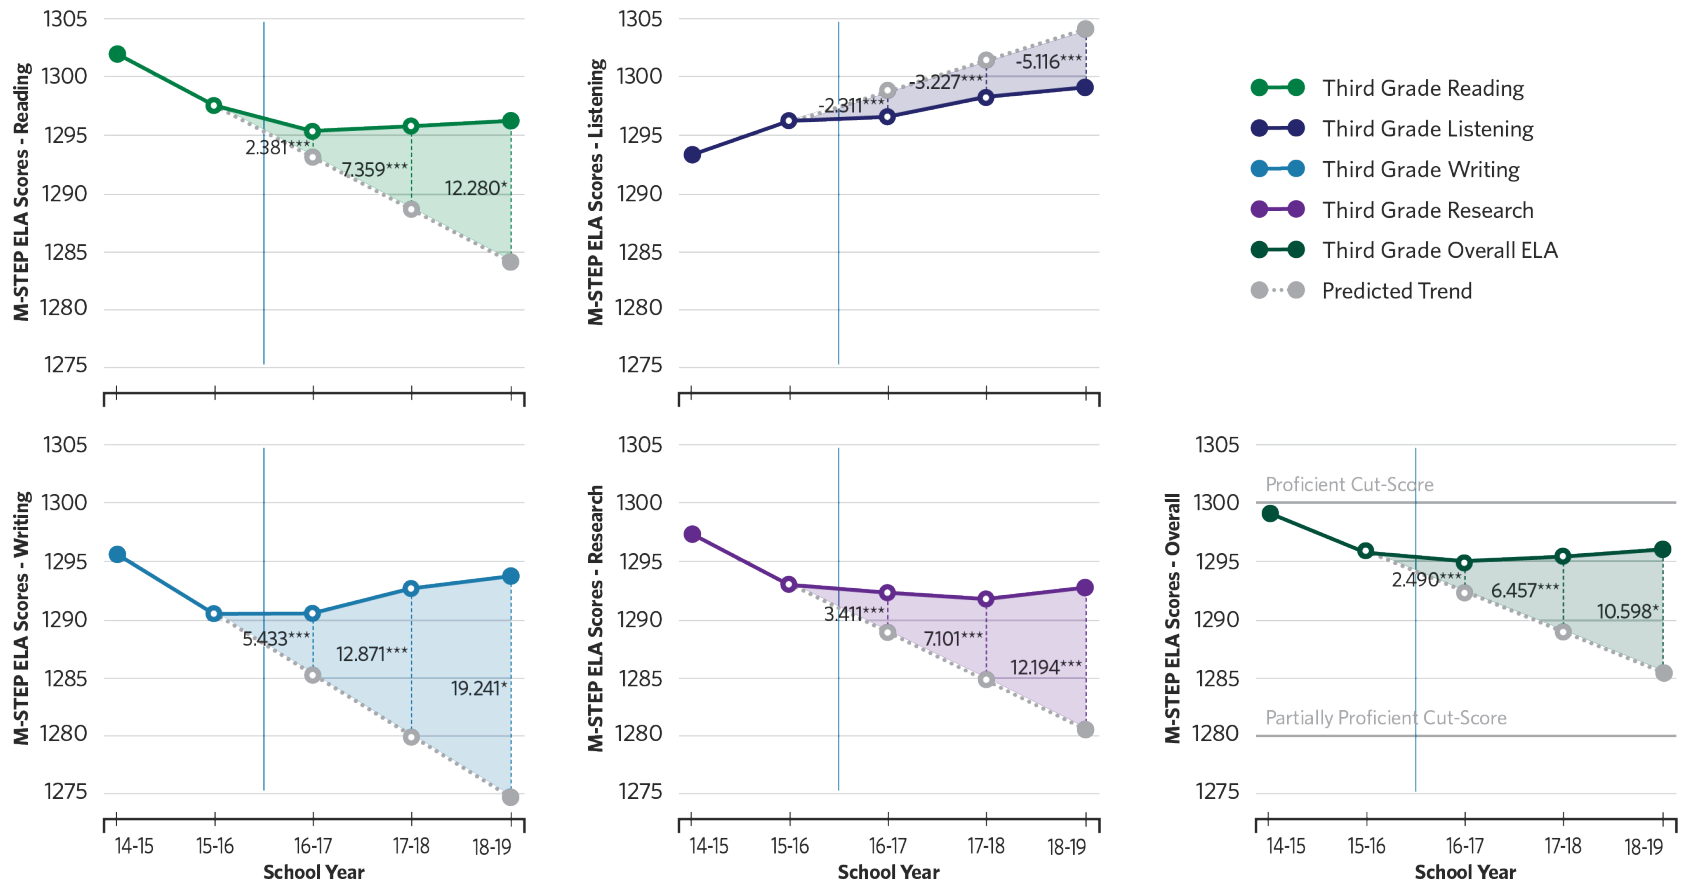 M-STEP ELA Scores - Reading
1305
1300
1295
1290
1285
1280
1275
2.381***
7.359***
12.280*
M-STEP ELA Scores - Listening
1305
1300
1295
1290
1285
1280
1275
-2.311***
-3.227***
-5.116***
Third Grade Reading
Third Grade Listening
Third Grade Writing
Third Grade Research
Third Grade Overall ELA
Predicted Trend
M-STEP ELA Scores - Writing
1305
1300
1295
1290
1285
1280
1275
5.433***
12.871***
19.241*
14-15 15-16 16-17 17-18 18-19
School Year
M-STEP ELA Scores - Research
1305
1300
1295
1290
1285
1280
1275
3.411***
7.101***
12.194***
14-15 15-16 16-17 17-18 18-19
School Year
M-STEP ELA Scores - Overall
1305
1300
1295
1290
1285
1280
1275
Proficient Cut-Score
2.490***
6.457***
10.598*
Partially Proficient Cut-Score
14-15 15-16 16-17 17-18 18-19
School Year